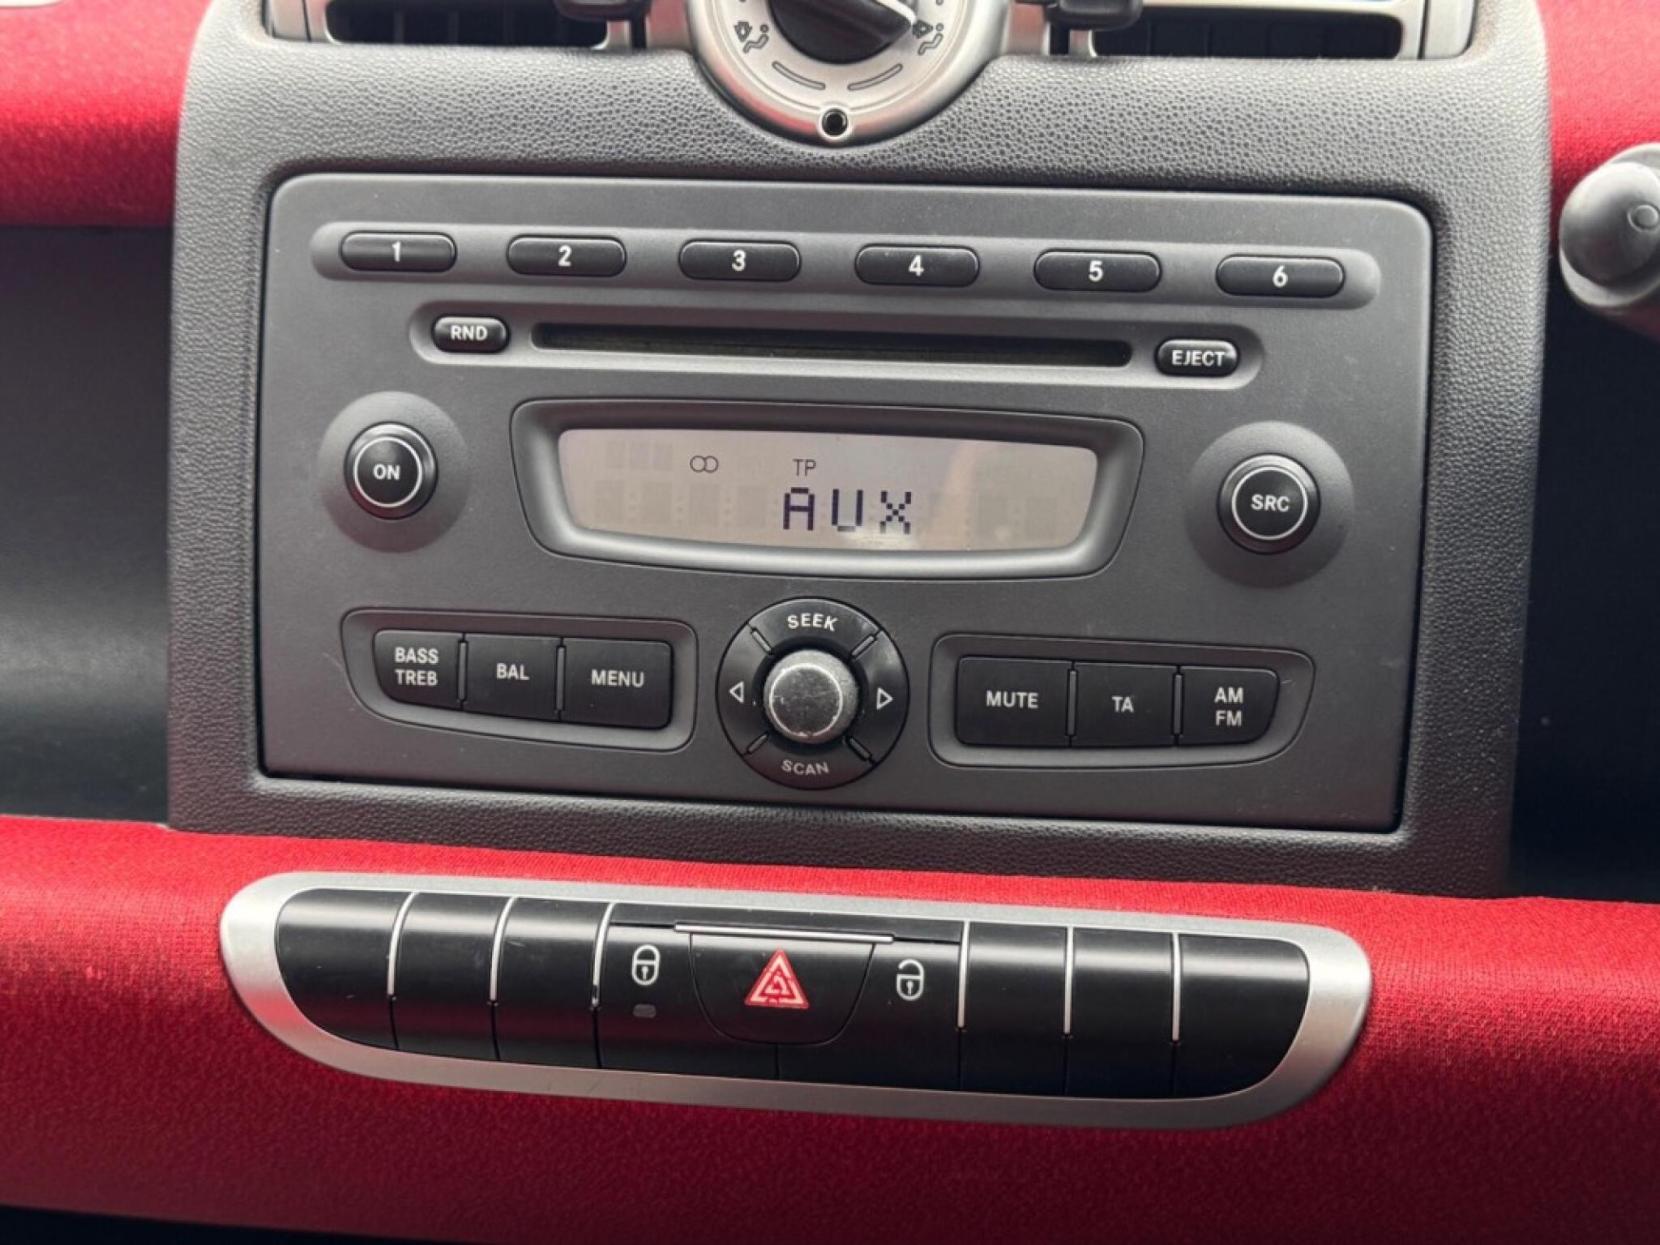 1 2 3 4 5 6
RND EJECT
TP
ON AUX SRC
SEEK
BASS
TREB
BAL
MENU
MUTE
TA
AM
FM
SCAN